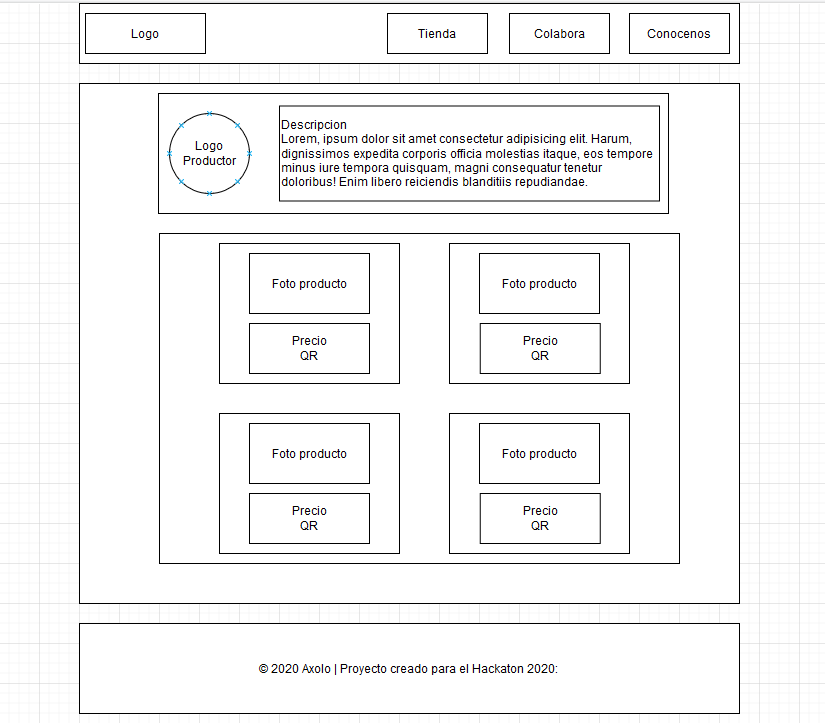 Logo
Tienda
Colabora
Conocenos
Logo
Productor
Descripcion
Lorem, ipsum dolor sit amet consectetur adipisicing elit. Harum,
dignissimos expedita corporis officia molestias itaque, eos tempore
minus iure tempora quisquam, magni consequatur tenetur
doloribus! Enim libero reiciendis blanditiis repudiandae.
Foto producto
Precio
QR
Foto producto
Precio
QR
Foto producto
Precio
QR
Foto producto
Precio
QR
© 2020 Axolo | Proyecto creado para el Hackaton 2020: